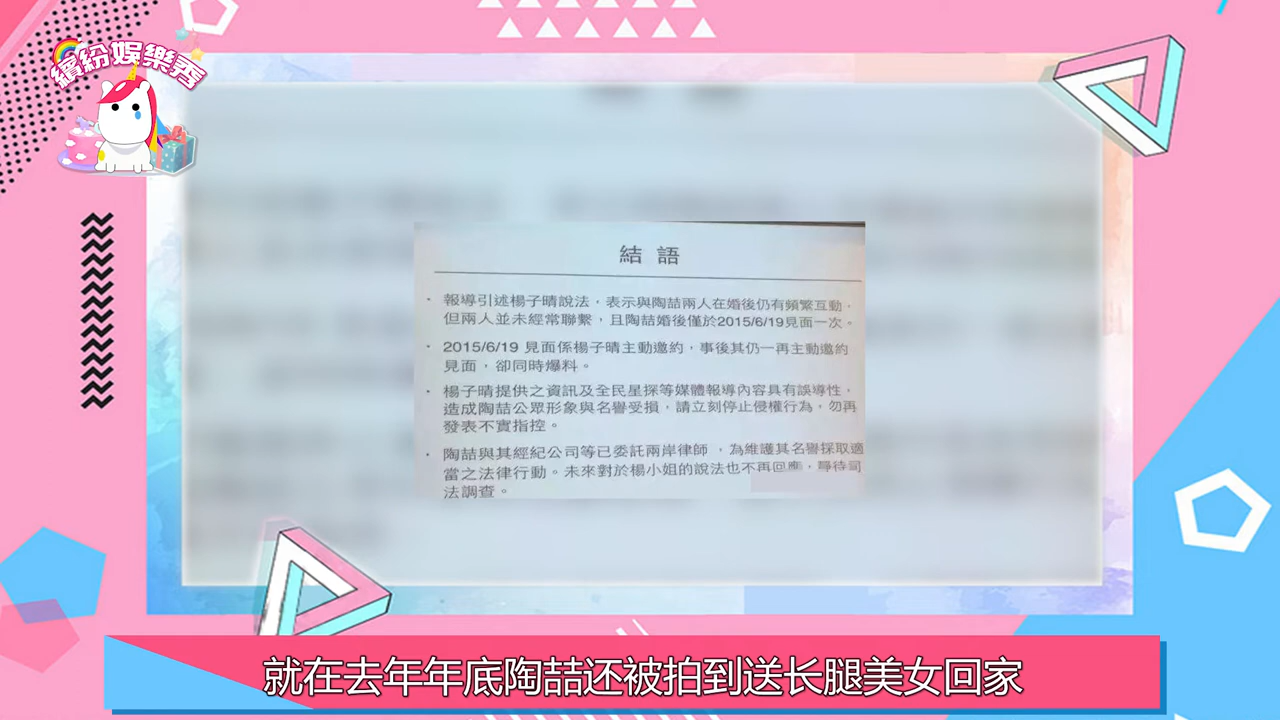 繽紛娛樂秀
結 語
· 報導引述楊子晴說法，表示與陶喆兩人在婚後仍有頻繁互動，
但兩人並未經常聯繫，且陶喆婚後僅於2015/6/19見面一次。
· 2015/6/19 見面係楊子晴主動邀約，事後其仍一再主動邀約
見面，卻同時爆料。
· 楊子晴提供之資訊及全民星探等媒體報導內容具有誤導性，
造成陶喆公眾形象與名譽受損，請立刻停止侵權行為，勿再
發表不實指控。
· 陶喆與其經紀公司等已委託兩岸律師 ，為維護其名譽採取適
當之法律行動。未來對於楊小姐的說法也不再回應，靜待司
法調查。
就在去年年底陶喆还被拍到送长腿美女回家